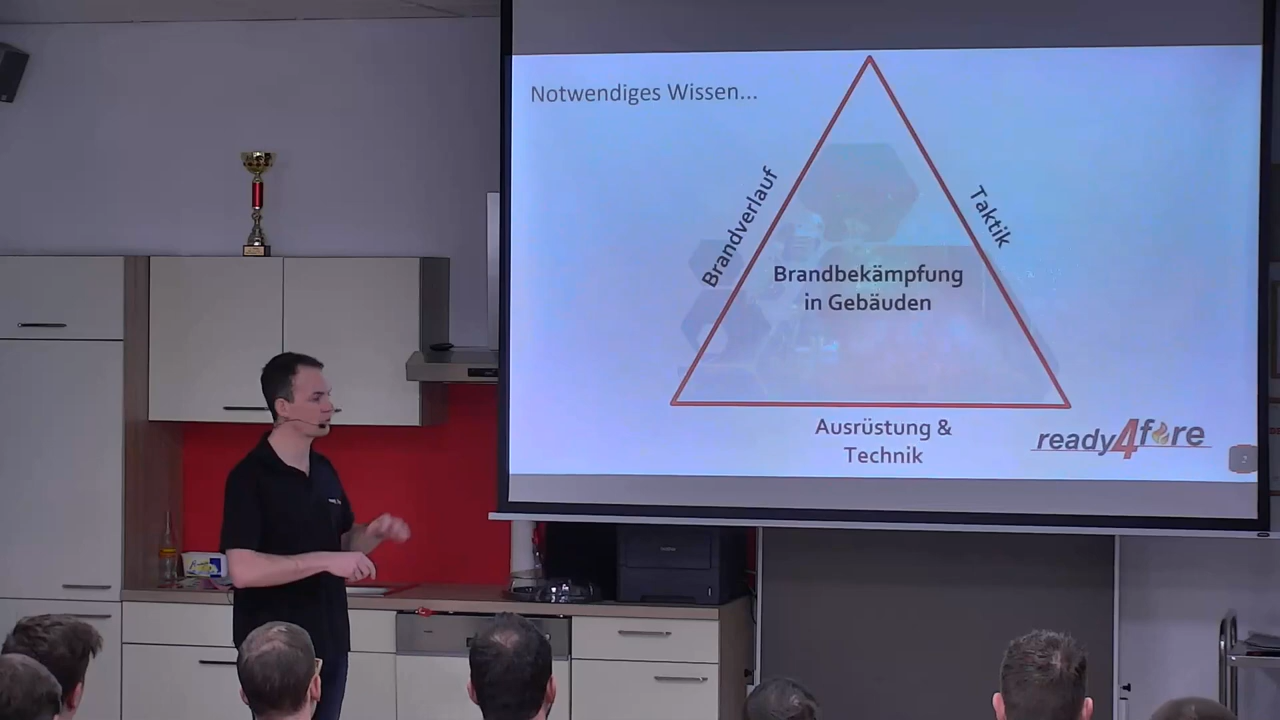 Notwendiges Wissen...
Brandverlauf
Taktik
Brandbekämpfung
in Gebäuden
Ausrüstung &
Technik
ready4fire